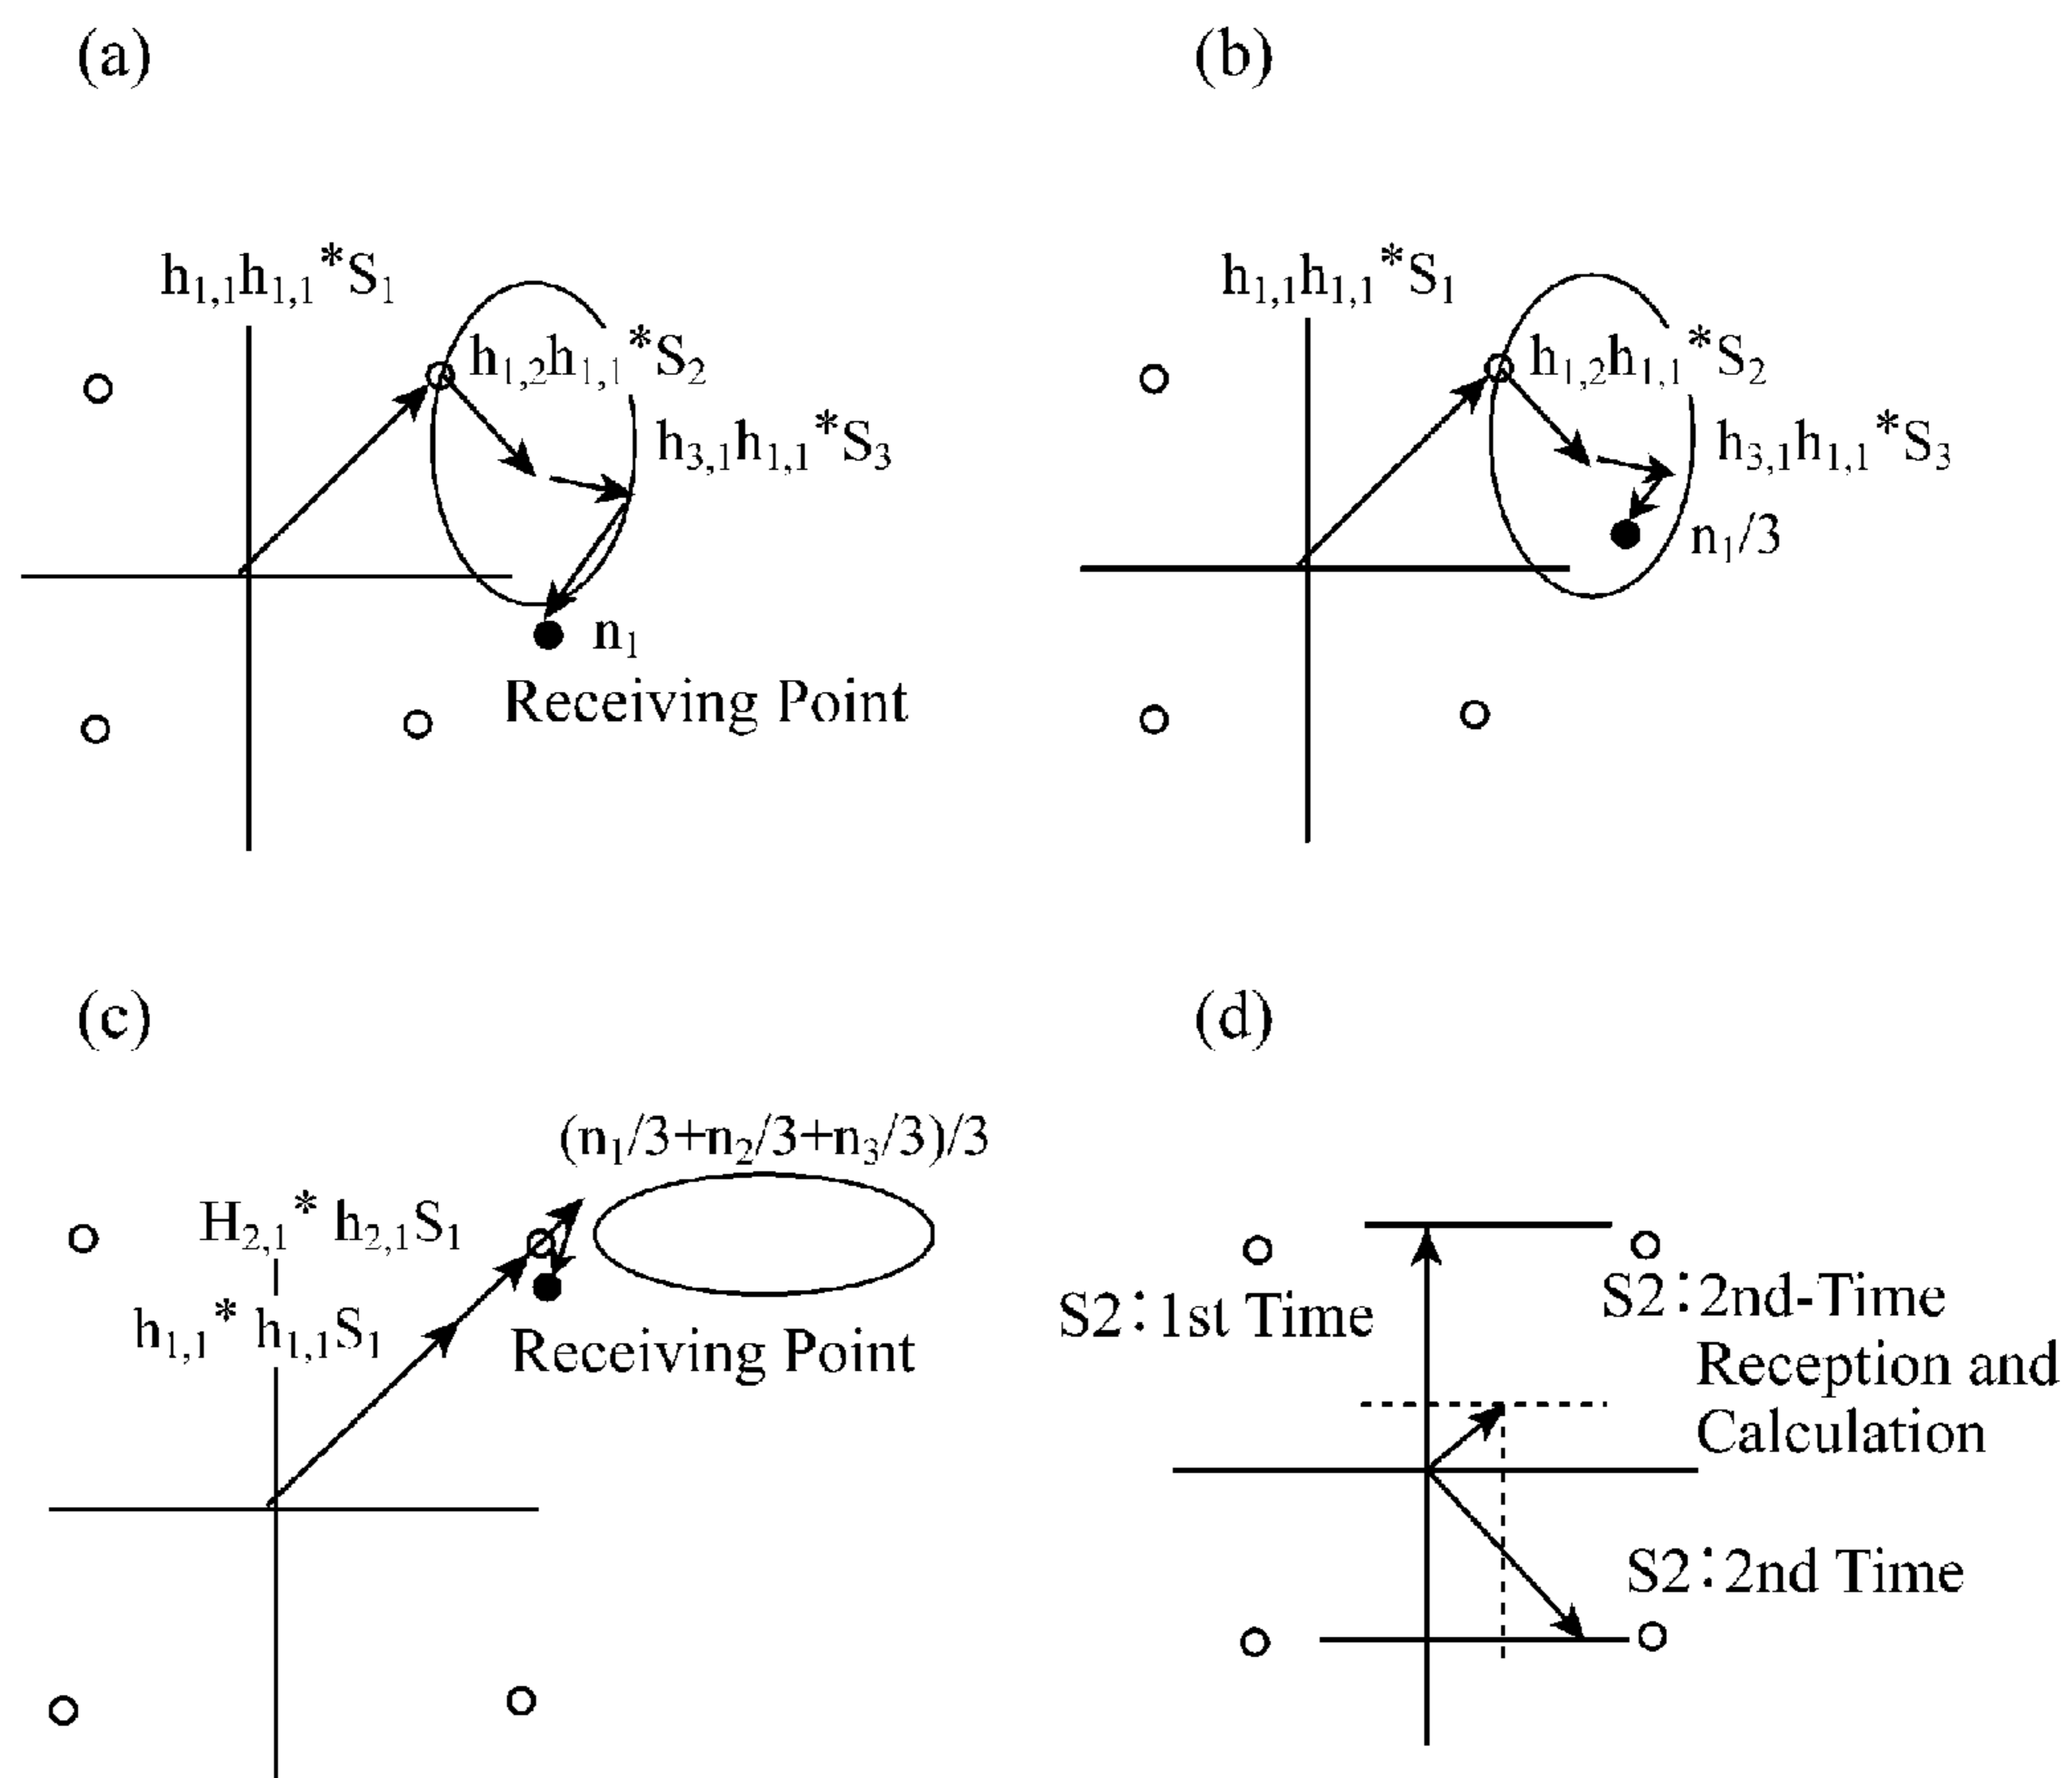 (a)
h1,1h1,1*S1
h1,2h1,1*S2
h3,1h1,1*S3
n1
Receiving Point
(b)
h1,1h1,1*S1
h1,2h1,1*S2
h3,1h1,1*S3
n1/3
(c)
(n1/3+n2/3+n3/3)/3
H2,1* h2,1S1
h1,1* h1,1S1
Receiving Point
(d)
S2:1st Time
S2:2nd-Time
Reception and
Calculation
S2:2nd Time